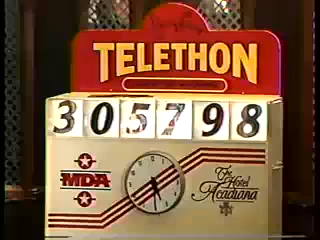 TELETHON
305798
MDA
The
Hotel
Acadiana